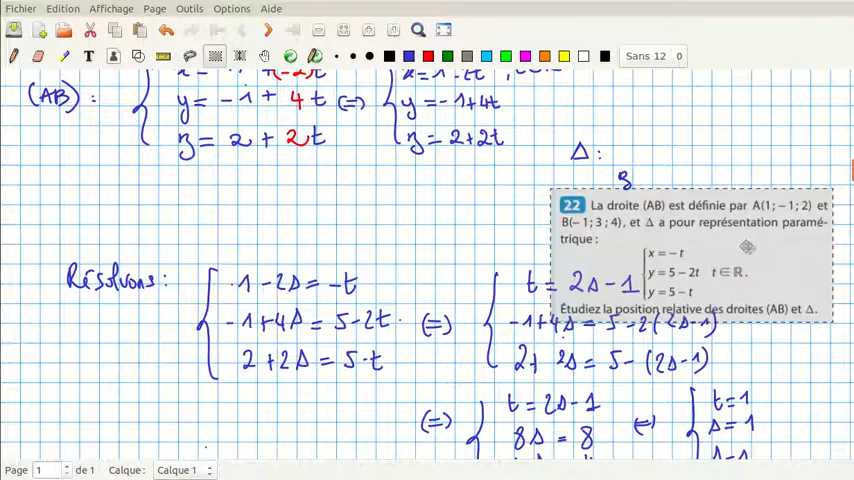 Fichier Edition Affichage Page Outils Options Aide
Sans 12
(AB) :
y = -1 + 4t ⟺ y = -1+4t
z = 2 + 2t z = 2+2t
Δ :
22 La droite (AB) est définie par A(1 ; – 1 ; 2) et
B(– 1 ; 3 ; 4), et Δ a pour représentation paramé-
trique :
x = – t
y = 5 – 2t t ∈ ℝ.
y = 5 – t
Étudiez la position relative des droites (AB) et Δ.
Résolvons: 1 - 2s = -t t = 2s - 1
-1+4s = 5-2t ⟺ -1+4s = 5-2(2s-1)
2+2s = 5-t 2+ 2s = 5-(2s-1)
⟺ t = 2s-1 ⟺ t=1
8s = 8 s=1
Page 1 de 1 Calque : Calque 1